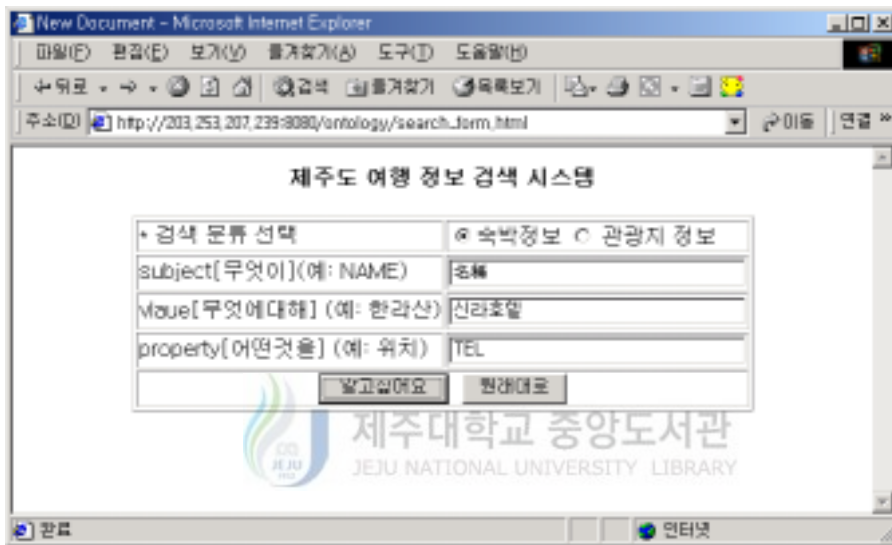 New Document - Microsoft Internet Explorer
파일(F) 편집(E) 보기(V) 즐겨찾기(A) 도구(T) 도움말(H)
뒤로 검색 즐겨찾기 목록보기
주소(D) http://203,253,207,239:8080/ontology/search_form,html 이동 연결 »
제주도 여행 정보 검색 시스템
* 검색 분류 선택 숙박정보 관광지 정보
subject[무엇이](예: NAME) 名稱
vlaue[무엇에대해] (예: 한라산) 신라호텔
property[어떤것을] (예: 위치) TEL
알고싶어요 원래대로
제주대학교 중앙도서관
JEJU NATIONAL UNIVERSITY LIBRARY
JEJU
1952
완료 인터넷